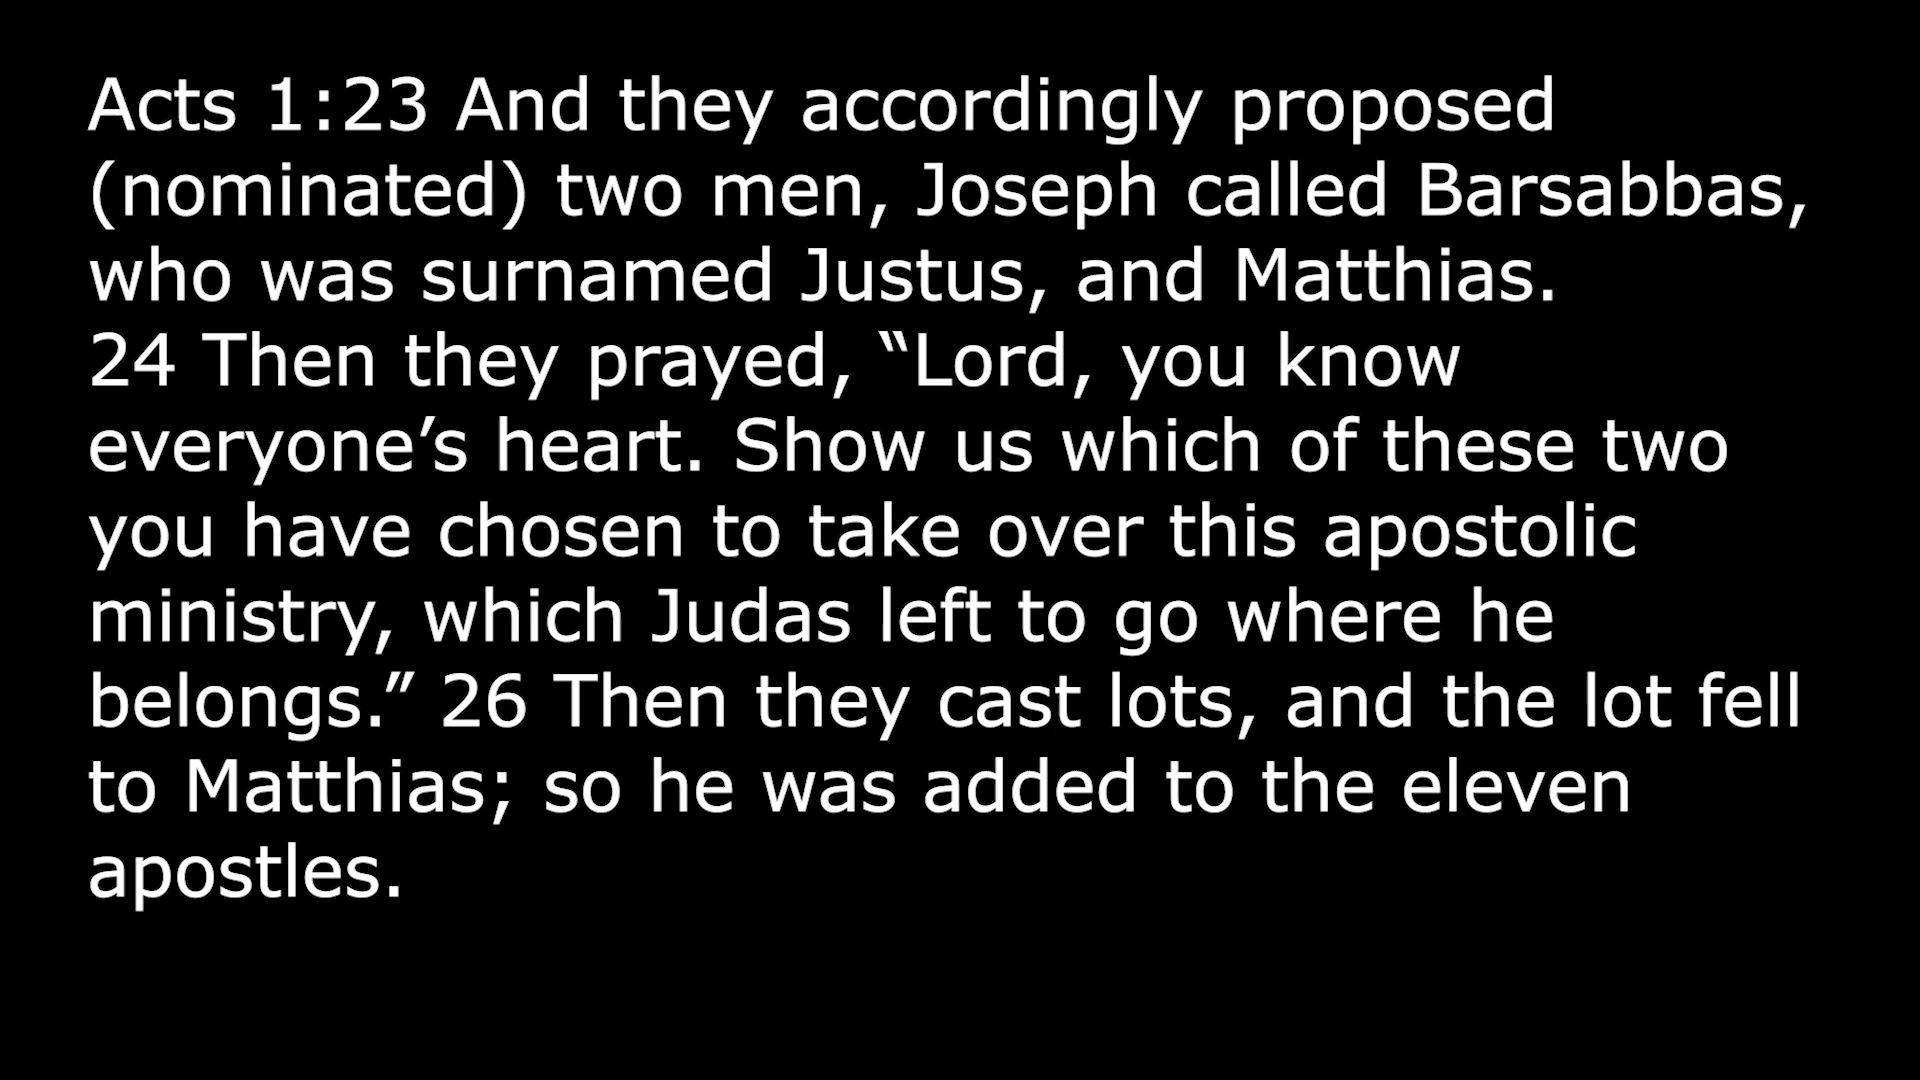 Acts 1:23 And they accordingly proposed
(nominated) two men, Joseph called Barsabbas,
who was surnamed Justus, and Matthias.
24 Then they prayed, “Lord, you know
everyone’s heart. Show us which of these two
you have chosen to take over this apostolic
ministry, which Judas left to go where he
belongs.” 26 Then they cast lots, and the lot fell
to Matthias; so he was added to the eleven
apostles.